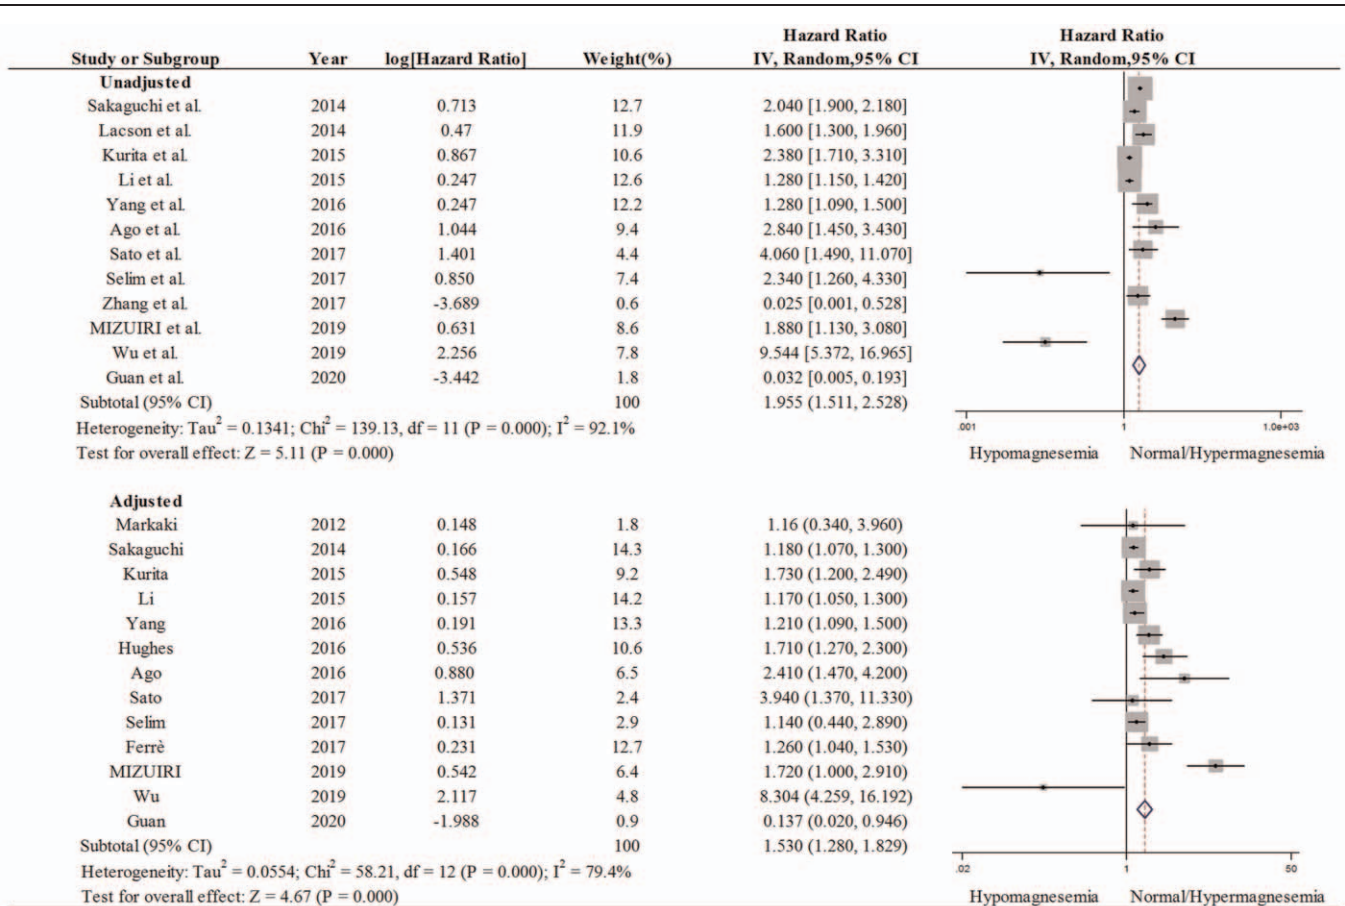 Hazard Ratio Hazard Ratio
Study or Subgroup Year log[Hazard Ratio] Weight(%) IV, Random,95% CI IV, Random,95% CI
Unadjusted
Sakaguchi et al. 2014 0.713 12.7 2.040 [1.900, 2.180]
Lacson et al. 2014 0.47 11.9 1.600 [1.300, 1.960]
Kurita et al. 2015 0.867 10.6 2.380 [1.710, 3.310]
Li et al. 2015 0.247 12.6 1.280 [1.150, 1.420]
Yang et al. 2016 0.247 12.2 1.280 [1.090, 1.500]
Ago et al. 2016 1.044 9.4 2.840 [1.450, 3.430]
Sato et al. 2017 1.401 4.4 4.060 [1.490, 11.070]
Selim et al. 2017 0.850 7.4 2.340 [1.260, 4.330]
Zhang et al. 2017 -3.689 0.6 0.025 [0.001, 0.528]
MIZUIRI et al. 2019 0.631 8.6 1.880 [1.130, 3.080]
Wu et al. 2019 2.256 7.8 9.544 [5.372, 16.965]
Guan et al. 2020 -3.442 1.8 0.032 [0.005, 0.193]
Subtotal (95% CI) 100 1.955 (1.511, 2.528)
Heterogeneity: Tau² = 0.1341; Chi² = 139.13, df = 11 (P = 0.000); I² = 92.1%
.001 1 1.0e+03
Test for overall effect: Z = 5.11 (P = 0.000)
Hypomagnesemia Normal/Hypermagnesemia
Adjusted
Markaki 2012 0.148 1.8 1.16 (0.340, 3.960)
Sakaguchi 2014 0.166 14.3 1.180 (1.070, 1.300)
Kurita 2015 0.548 9.2 1.730 (1.200, 2.490)
Li 2015 0.157 14.2 1.170 (1.050, 1.300)
Yang 2016 0.191 13.3 1.210 (1.090, 1.500)
Hughes 2016 0.536 10.6 1.710 (1.270, 2.300)
Ago 2016 0.880 6.5 2.410 (1.470, 4.200)
Sato 2017 1.371 2.4 3.940 (1.370, 11.330)
Selim 2017 0.131 2.9 1.140 (0.440, 2.890)
Ferrè 2017 0.231 12.7 1.260 (1.040, 1.530)
MIZUIRI 2019 0.542 6.4 1.720 (1.000, 2.910)
Wu 2019 2.117 4.8 8.304 (4.259, 16.192)
Guan 2020 -1.988 0.9 0.137 (0.020, 0.946)
Subtotal (95% CI) 100 1.530 (1.280, 1.829)
Heterogeneity: Tau² = 0.0554; Chi² = 58.21, df = 12 (P = 0.000); I² = 79.4%
.02 1 50
Test for overall effect: Z = 4.67 (P = 0.000)
Hypomagnesemia Normal/Hypermagnesemia